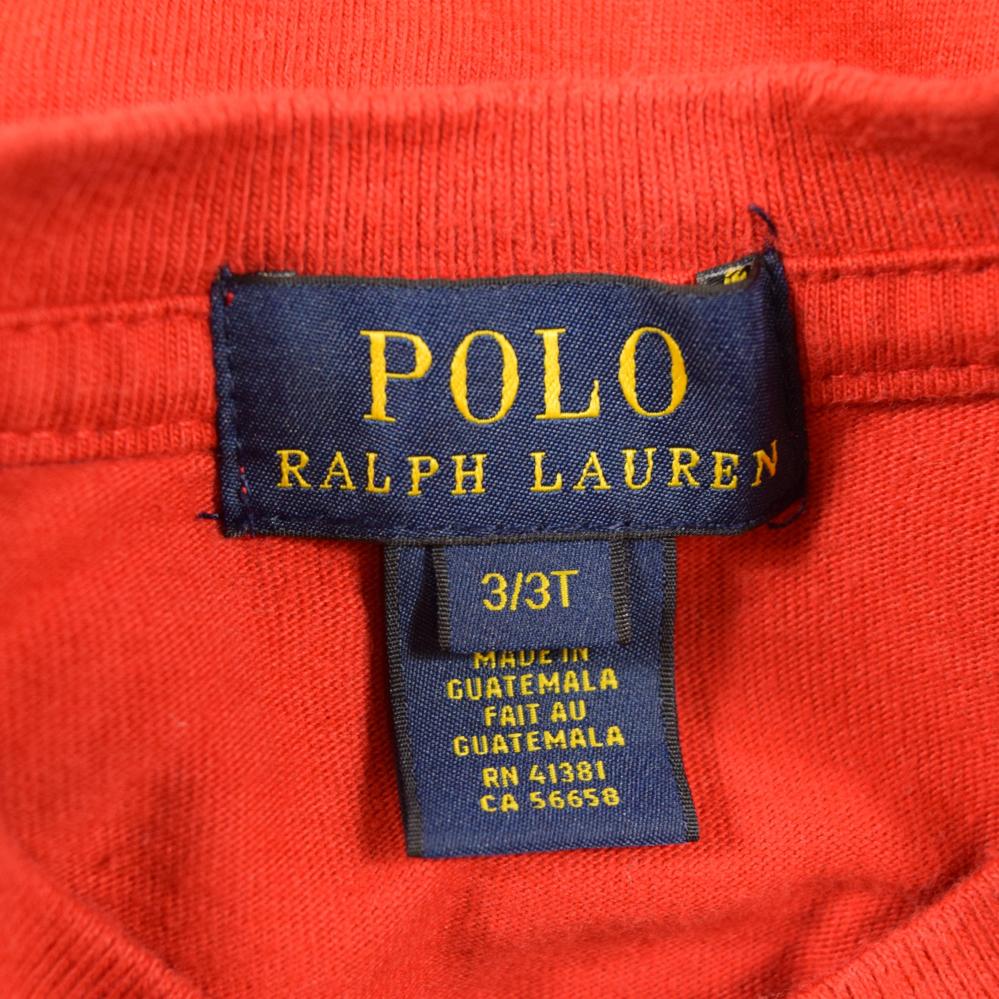 POLO
RALPH LAUREN
3/3T
MADE IN
GUATEMALA
FAIT AU
GUATEMALA
RN 41381
CA 56658